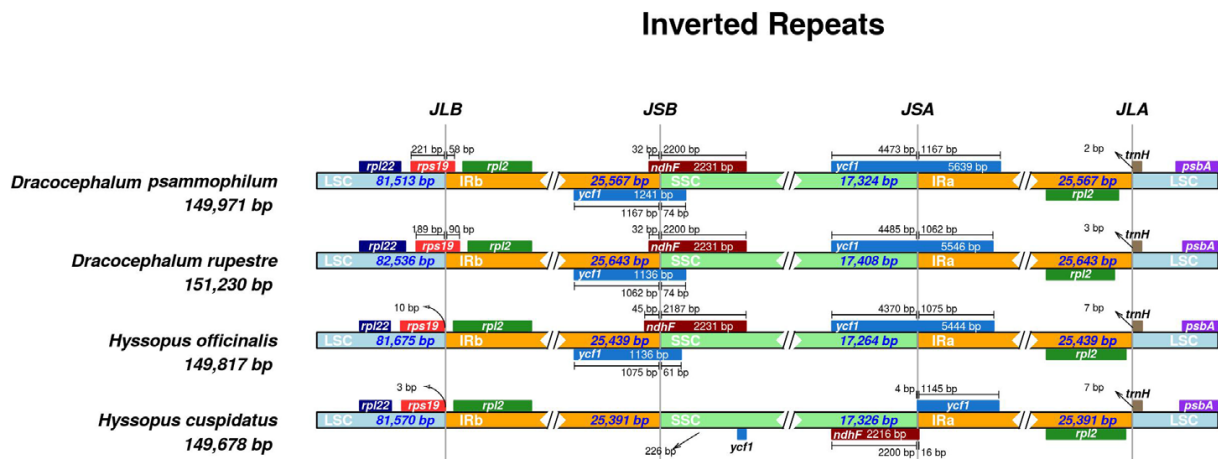 Inverted Repeats
JLB JSB JSA JLA
221 bp 58 bp 32 bp 2200 bp 4473 bp 1167 bp 2 bp
rpl22 rps19 rpl2 ndhF 2231 bp ycf1 5639 bp trnH psbA
Dracocephalum psammophilum
LSC 81,513 bp IRb 25,567 bp SSC 17,324 bp IRa 25,567 bp LSC
149,971 bp
ycf1 1241 bp rpl2
1167 bp 74 bp
189 bp 90 bp 32 bp 2200 bp 4485 bp 1062 bp 3 bp
rpl22 rps19 rpl2 ndhF 2231 bp ycf1 5546 bp trnH psbA
Dracocephalum rupestre
LSC 82,536 bp IRb 25,643 bp SSC 17,408 bp IRa 25,643 bp LSC
151,230 bp
ycf1 1136 bp rpl2
1062 bp 74 bp
10 bp 45 bp 2187 bp 4370 bp 1075 bp 7 bp
rpl22 rps19 rpl2 ndhF 2231 bp ycf1 5444 bp trnH psbA
Hyssopus officinalis
LSC 81,675 bp IRb 25,439 bp SSC 17,264 bp IRa 25,439 bp LSC
149,817 bp
ycf1 1136 bp rpl2
1075 bp 61 bp
3 bp 4 bp 1145 bp 7 bp
rpl22 rps19 rpl2 ycf1 trnH psbA
Hyssopus cuspidatus
LSC 81,570 bp IRb 25,391 bp SSC 17,326 bp IRa 25,391 bp LSC
149,678 bp
ndhF 2216 bp rpl2
226 bp ycf1 2200 bp 16 bp